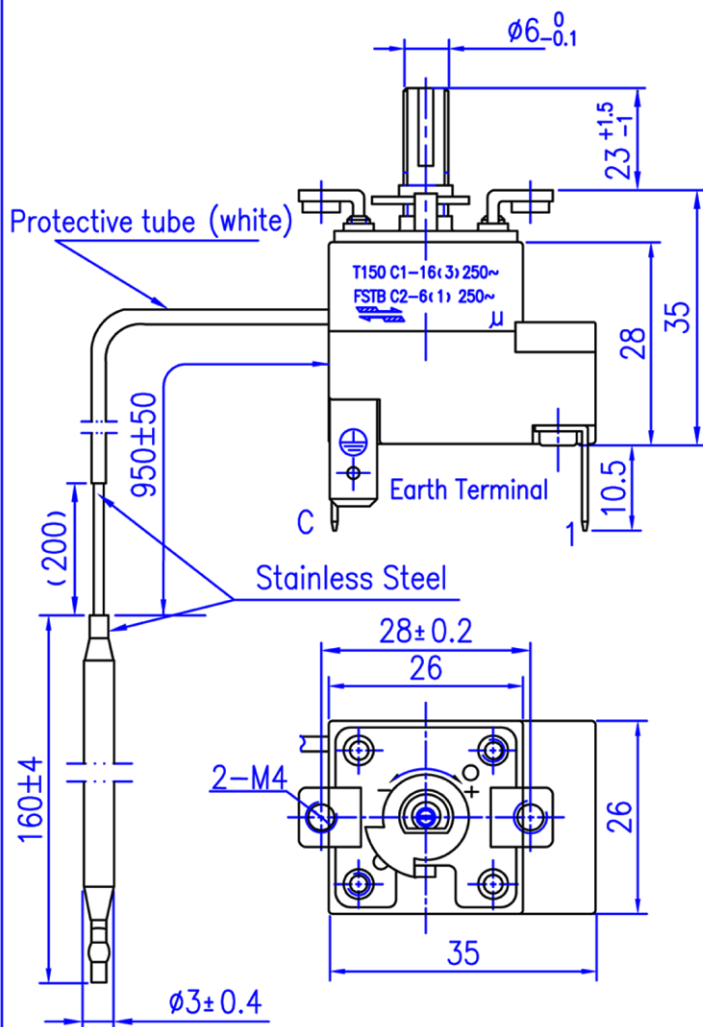 ø6 0 -0.1
23 +1.5 -1
Protective tube (white)
T150 C1-16(3) 250~
FSTB C2-6(1) 250~
μ
28
35
950±50
10.5
Earth Terminal
C
1
(200)
Stainless Steel
28±0.2
26
160±4
2-M4
-
+
26
35
ø3±0.4